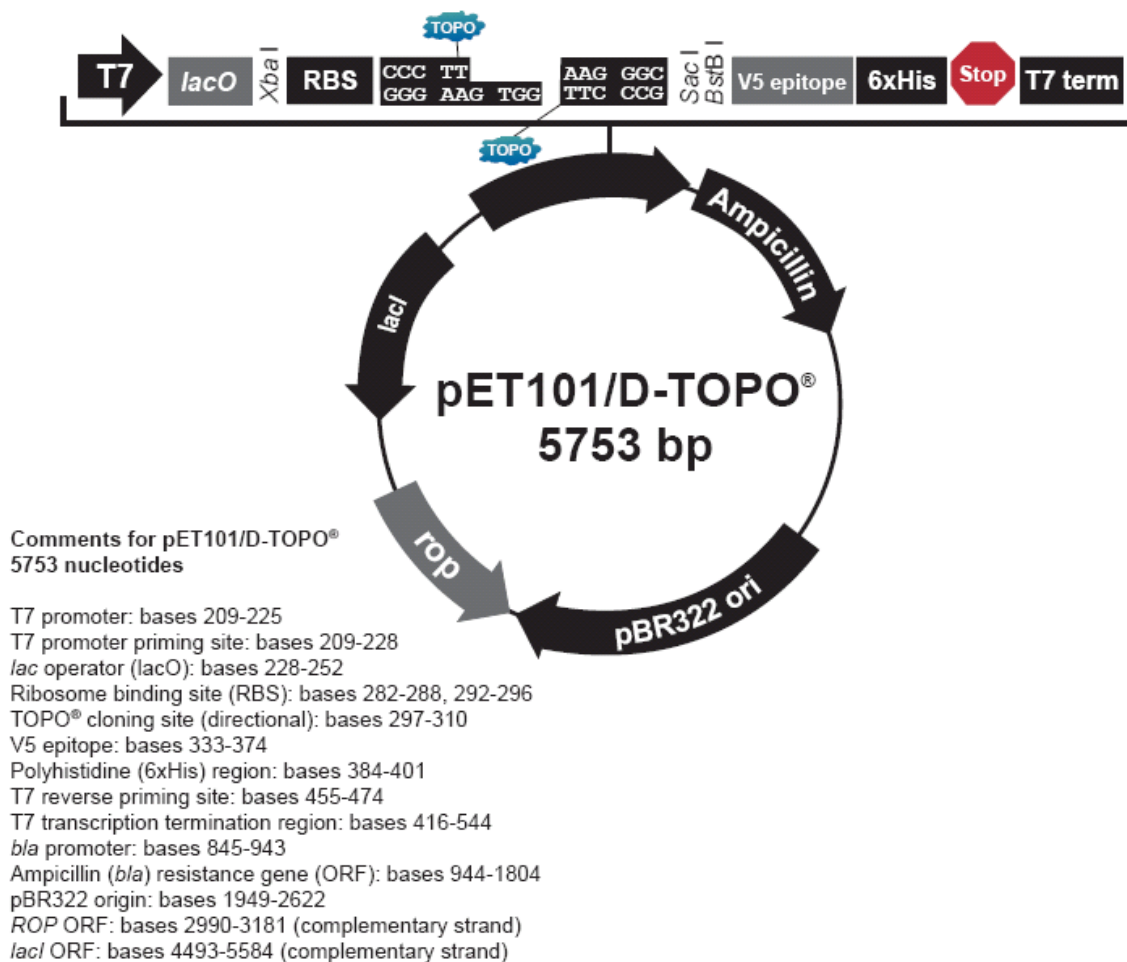 TOPO
T7 lacO Xba I RBS CCC TT AAG GGC Sac I BstB I V5 epitope 6xHis Stop T7 term
GGG AAG TGG TTC CCG
TOPO
Ampicillin
lacI
pET101/D-TOPO®
5753 bp
rop
pBR322 ori
Comments for pET101/D-TOPO®
5753 nucleotides
T7 promoter: bases 209-225
T7 promoter priming site: bases 209-228
lac operator (lacO): bases 228-252
Ribosome binding site (RBS): bases 282-288, 292-296
TOPO® cloning site (directional): bases 297-310
V5 epitope: bases 333-374
Polyhistidine (6xHis) region: bases 384-401
T7 reverse priming site: bases 455-474
T7 transcription termination region: bases 416-544
bla promoter: bases 845-943
Ampicillin (bla) resistance gene (ORF): bases 944-1804
pBR322 origin: bases 1949-2622
ROP ORF: bases 2990-3181 (complementary strand)
lacI ORF: bases 4493-5584 (complementary strand)